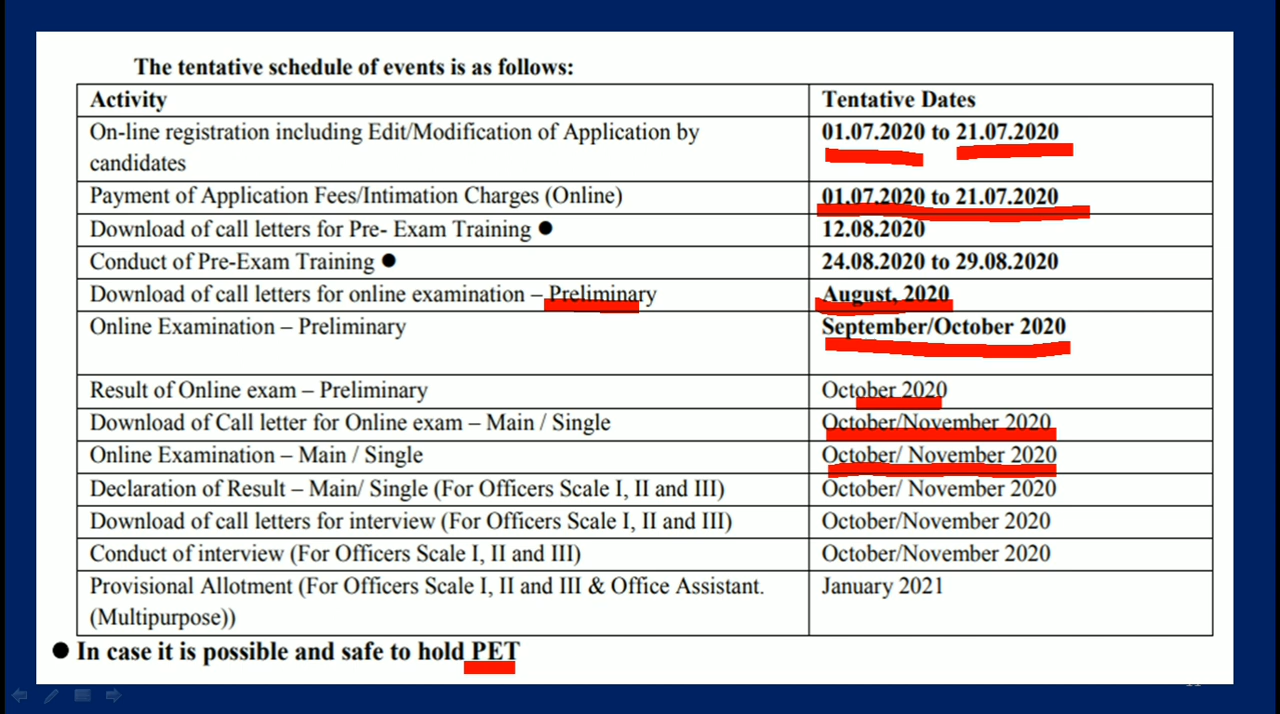 The tentative schedule of events is as follows:
Activity Tentative Dates
On-line registration including Edit/Modification of Application by 01.07.2020 to 21.07.2020
candidates
Payment of Application Fees/Intimation Charges (Online) 01.07.2020 to 21.07.2020
Download of call letters for Pre- Exam Training ● 12.08.2020
Conduct of Pre-Exam Training ● 24.08.2020 to 29.08.2020
Download of call letters for online examination – Preliminary August, 2020
Online Examination – Preliminary September/October 2020
Result of Online exam – Preliminary October 2020
Download of Call letter for Online exam – Main / Single October/November 2020
Online Examination – Main / Single October/ November 2020
Declaration of Result – Main/ Single (For Officers Scale I, II and III) October/ November 2020
Download of call letters for interview (For Officers Scale I, II and III) October/November 2020
Conduct of interview (For Officers Scale I, II and III) October/November 2020
Provisional Allotment (For Officers Scale I, II and III & Office Assistant. January 2021
(Multipurpose))
● In case it is possible and safe to hold PET